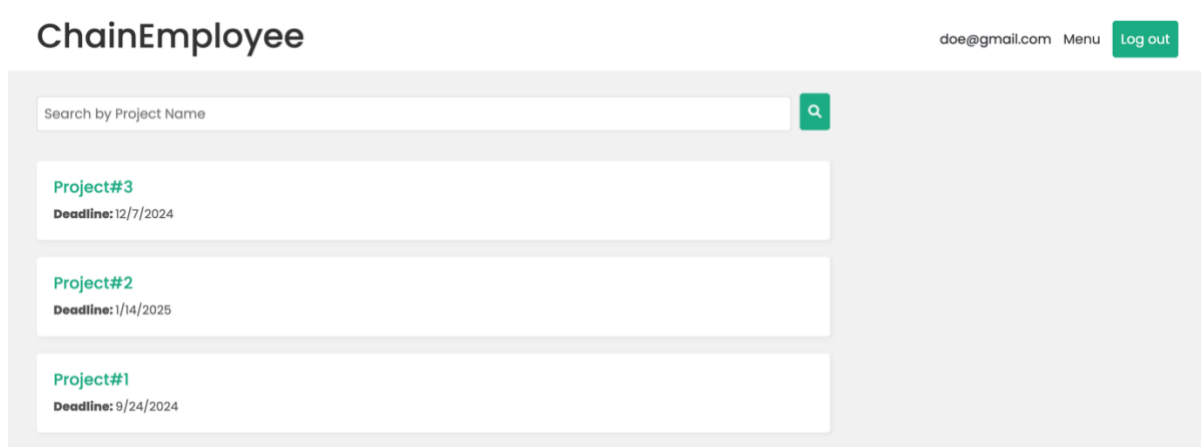 ChainEmployee
doe@gmail.com Menu Log out
Search by Project Name
Project#3
Deadline: 12/7/2024
Project#2
Deadline: 1/14/2025
Project#1
Deadline: 9/24/2024